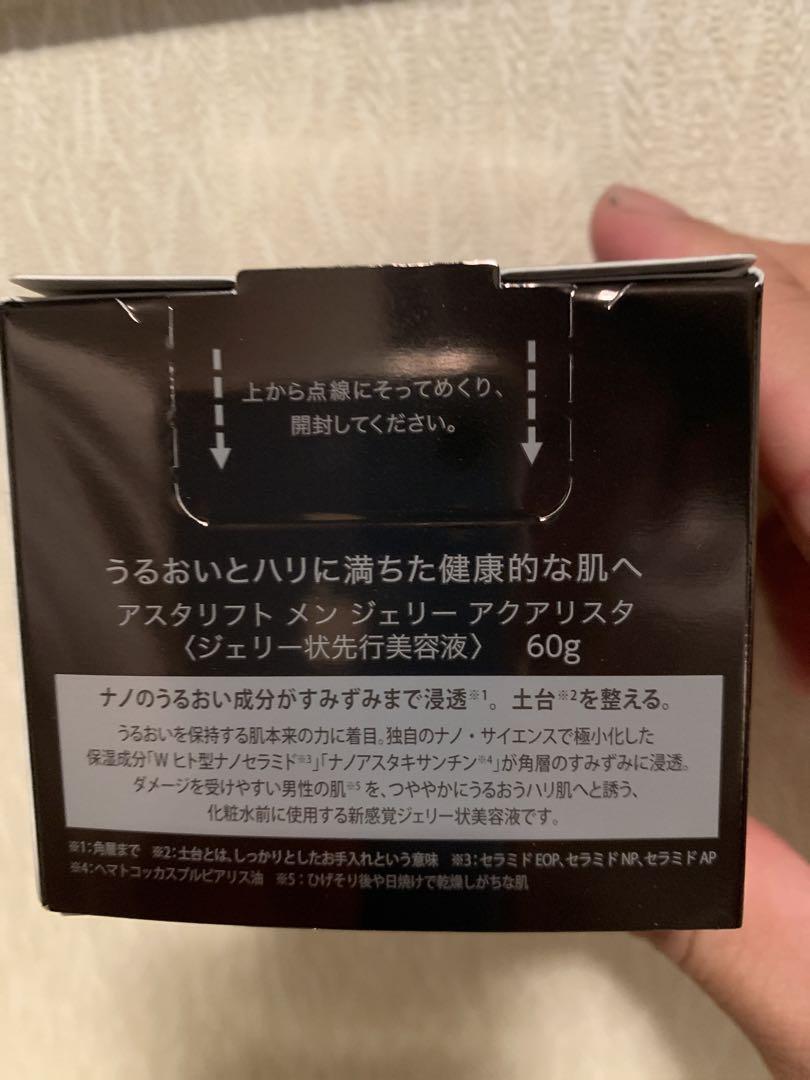 上から点線にそってめくり、
開封してください。
うるおいとハリに満ちた健康的な肌へ
アスタリフト メン ジェリー アクアリスタ
〈ジェリー状先行美容液〉 60g
ナノのうるおい成分がすみずみまで浸透※1。土台※2を整える。
うるおいを保持する肌本来の力に着目。独自のナノ・サイエンスで極小化した
保湿成分「W ヒト型ナノセラミド※3」「ナノアスタキサンチン※4」が角層のすみずみに浸透。
ダメージを受けやすい男性の肌※5を、つややかにうるおうハリ肌へと誘う、
化粧水前に使用する新感覚ジェリー状美容液です。
※1:角層まで ※2:土台とは、しっかりとしたお手入れという意味 ※3:セラミドEOP、セラミドNP、セラミドAP
※4:ヘマトコッカスプルビアリス油 ※5:ひげそり後や日焼けで乾燥しがちな肌